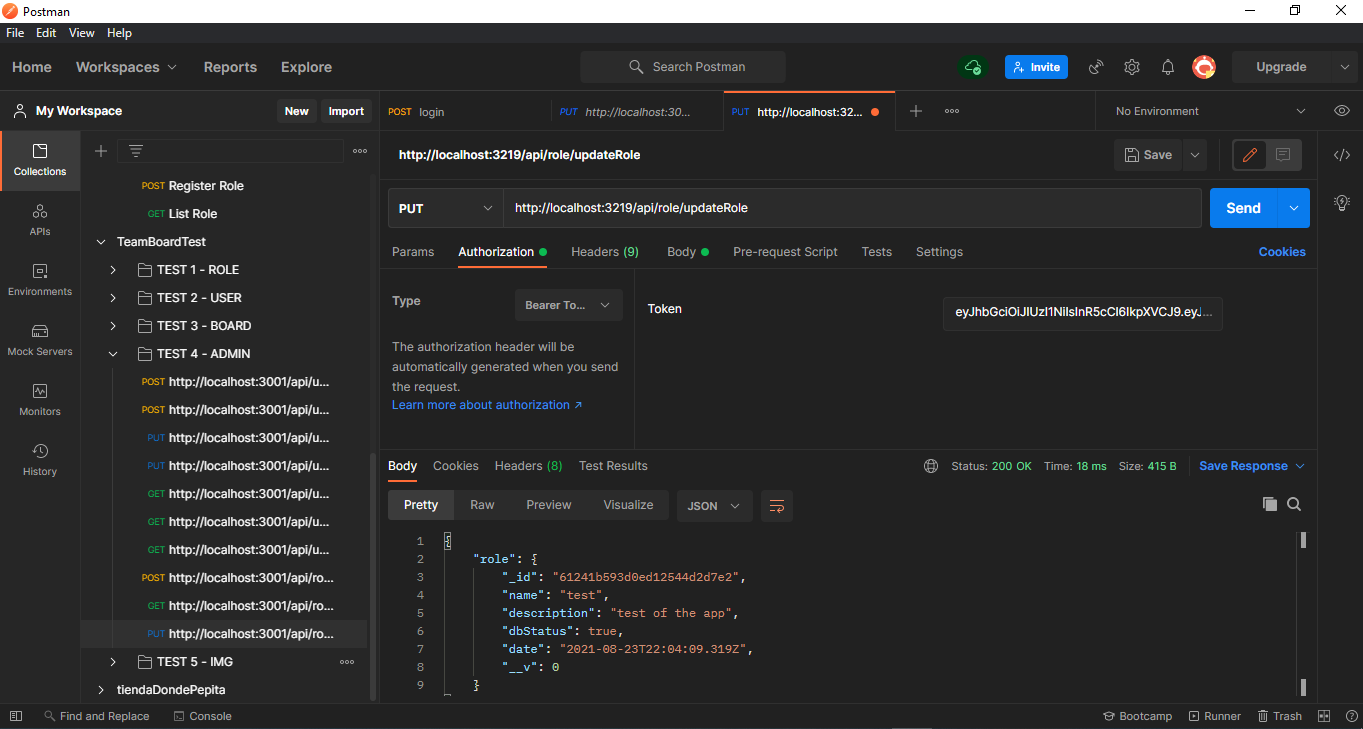 Postman
File Edit View Help
Home Workspaces Reports Explore Search Postman Invite Upgrade
My Workspace New Import
POST login PUT http://localhost:30... PUT http://localhost:32... No Environment
Collections
APIs
Environments
Mock Servers
Monitors
History
POST Register Role
GET List Role
TeamBoardTest
TEST 1 - ROLE
TEST 2 - USER
TEST 3 - BOARD
TEST 4 - ADMIN
POST http://localhost:3001/api/u...
POST http://localhost:3001/api/u...
PUT http://localhost:3001/api/u...
PUT http://localhost:3001/api/u...
GET http://localhost:3001/api/u...
GET http://localhost:3001/api/u...
GET http://localhost:3001/api/u...
POST http://localhost:3001/api/ro...
GET http://localhost:3001/api/ro...
PUT http://localhost:3001/api/ro...
TEST 5 - IMG
tiendaDondePepita
http://localhost:3219/api/role/updateRole Save
PUT http://localhost:3219/api/role/updateRole Send
Params Authorization Headers (9) Body Pre-request Script Tests Settings Cookies
Type Bearer To...
The authorization header will be
automatically generated when you send
the request.
Learn more about authorization ↗
Token eyJhbGciOiJIUzI1NiIsInR5cCI6IkpXVCJ9.eyJ...
Body Cookies Headers (8) Test Results Status: 200 OK Time: 18 ms Size: 415 B Save Response
Pretty Raw Preview Visualize JSON
1 {
2 "role": {
3 "_id": "61241b593d0ed12544d2d7e2",
4 "name": "test",
5 "description": "test of the app",
6 "dbStatus": true,
7 "date": "2021-08-23T22:04:09.319Z",
8 "__v": 0
9 }
Find and Replace Console Bootcamp Runner Trash